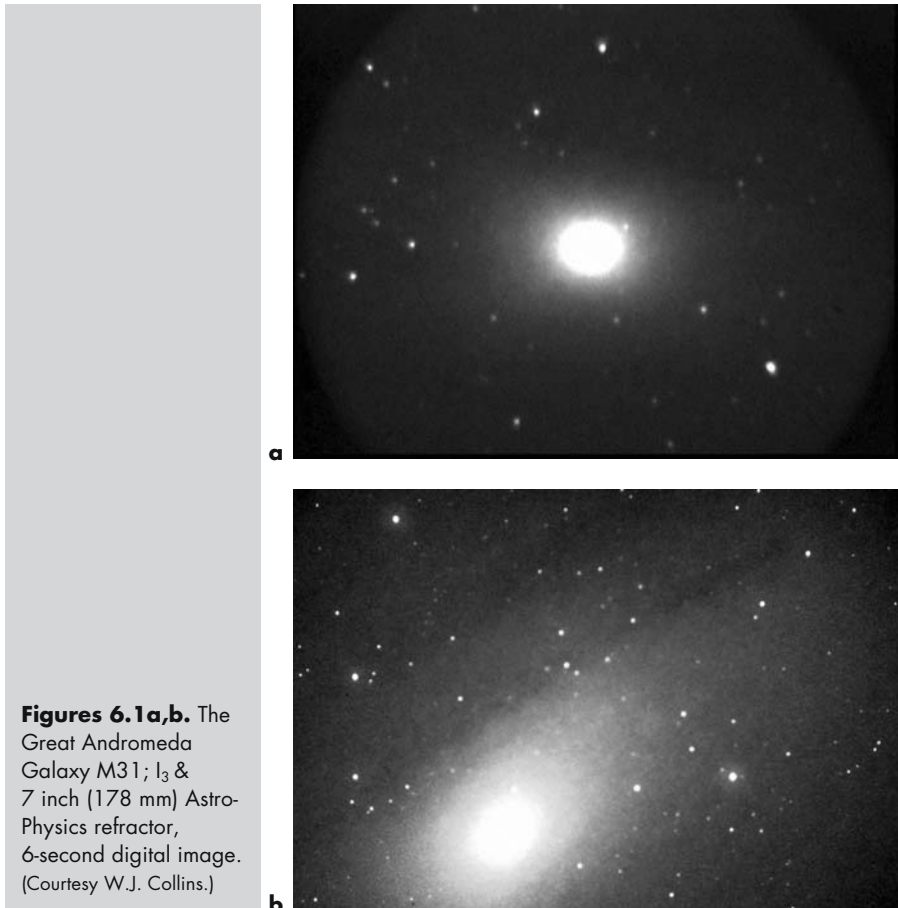 a
Figures 6.1a,b. The
Great Andromeda
Galaxy M31; I₃ &
7 inch (178 mm) Astro-
Physics refractor,
6-second digital image.
(Courtesy W.J. Collins.)
b